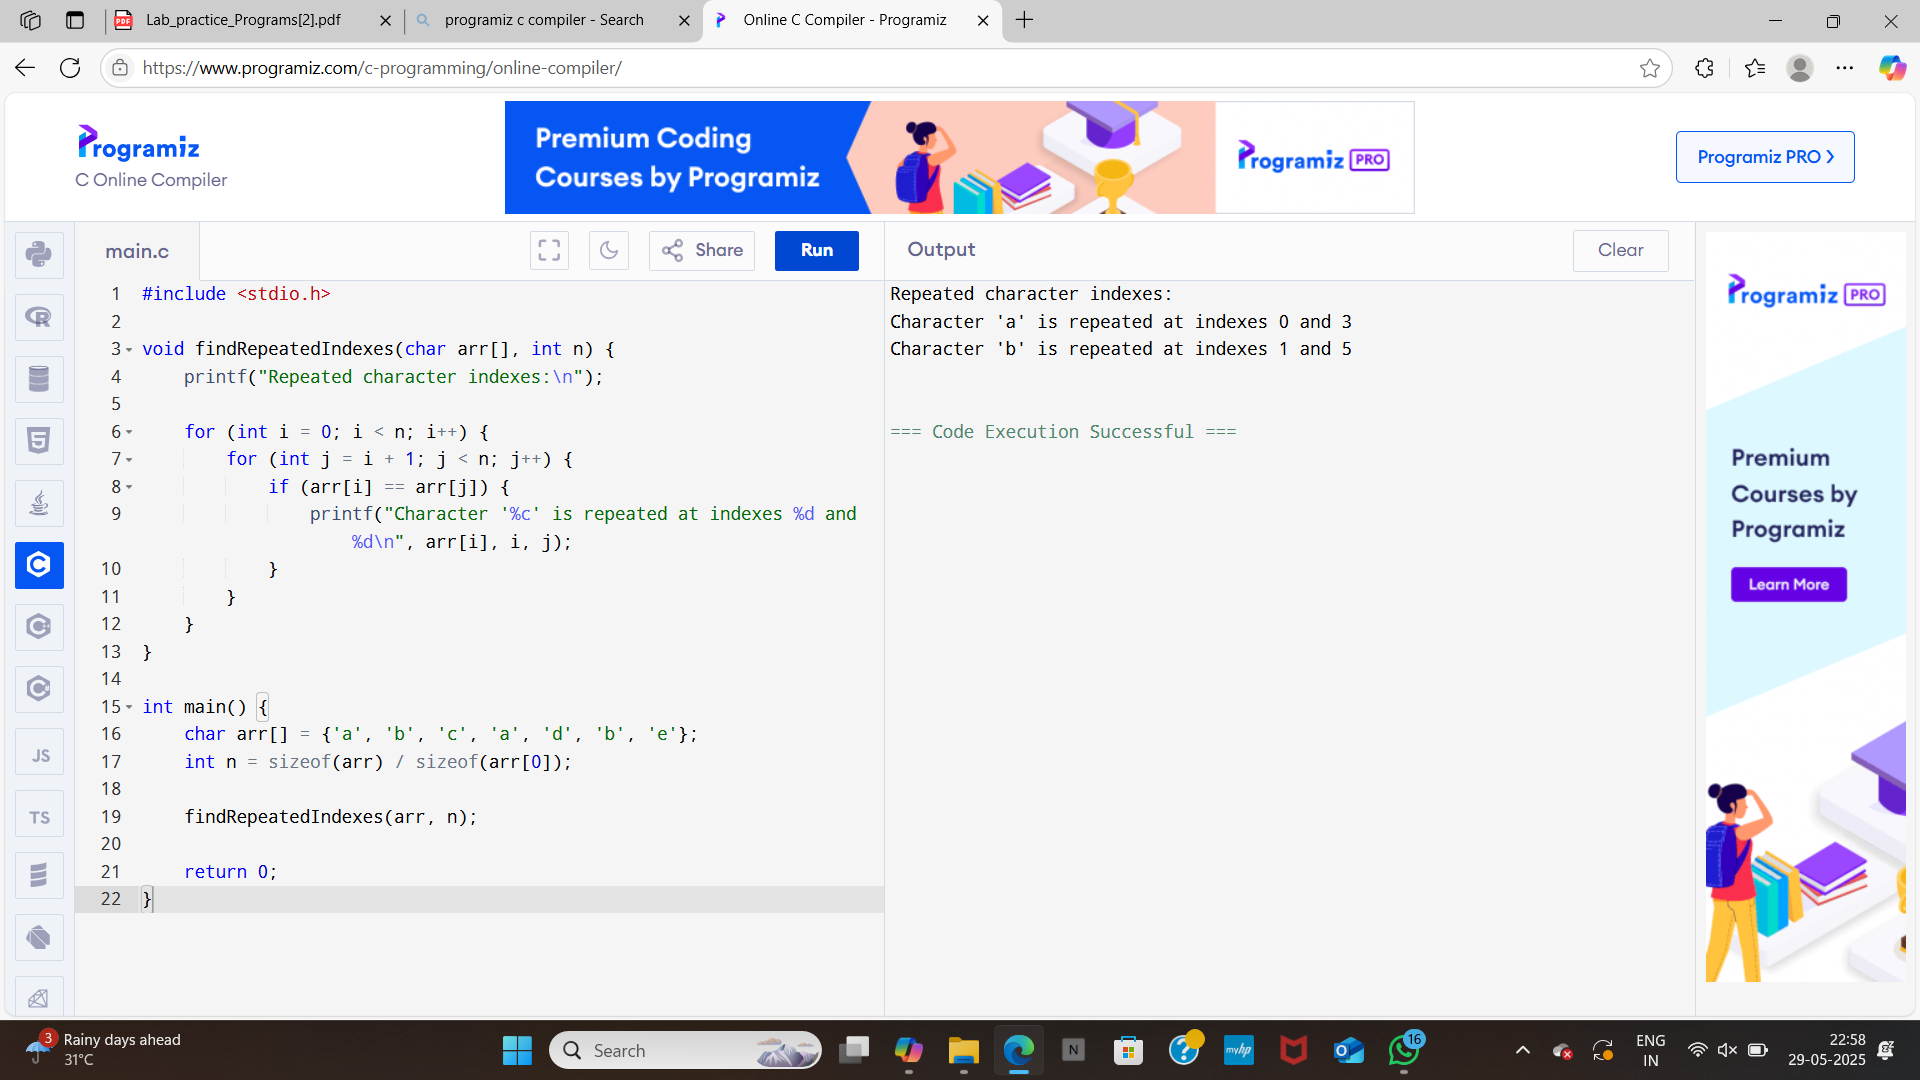 Lab_practice_Programs[2].pdf
programiz c compiler - Search
Online C Compiler - Programiz
https://www.programiz.com/c-programming/online-compiler/
Programiz
C Online Compiler
Premium Coding
Courses by Programiz
Programiz PRO
Programiz PRO
main.c
Share
Run
Output
Clear
1 #include <stdio.h>
2
3 void findRepeatedIndexes(char arr[], int n) {
4     printf("Repeated character indexes:\n");
5
6     for (int i = 0; i < n; i++) {
7         for (int j = i + 1; j < n; j++) {
8             if (arr[i] == arr[j]) {
9                 printf("Character '%c' is repeated at indexes %d and
%d\n", arr[i], i, j);
10             }
11         }
12     }
13 }
14
15 int main() {
16     char arr[] = {'a', 'b', 'c', 'a', 'd', 'b', 'e'};
17     int n = sizeof(arr) / sizeof(arr[0]);
18
19     findRepeatedIndexes(arr, n);
20
21     return 0;
22 }
Repeated character indexes:
Character 'a' is repeated at indexes 0 and 3
Character 'b' is repeated at indexes 1 and 5
=== Code Execution Successful ===
Programiz PRO
Premium
Courses by
Programiz
Learn More
R
5
C
JS
TS
3
Rainy days ahead
31°C
Search
N
myhp
16
ENG
IN
22:58
29-05-2025